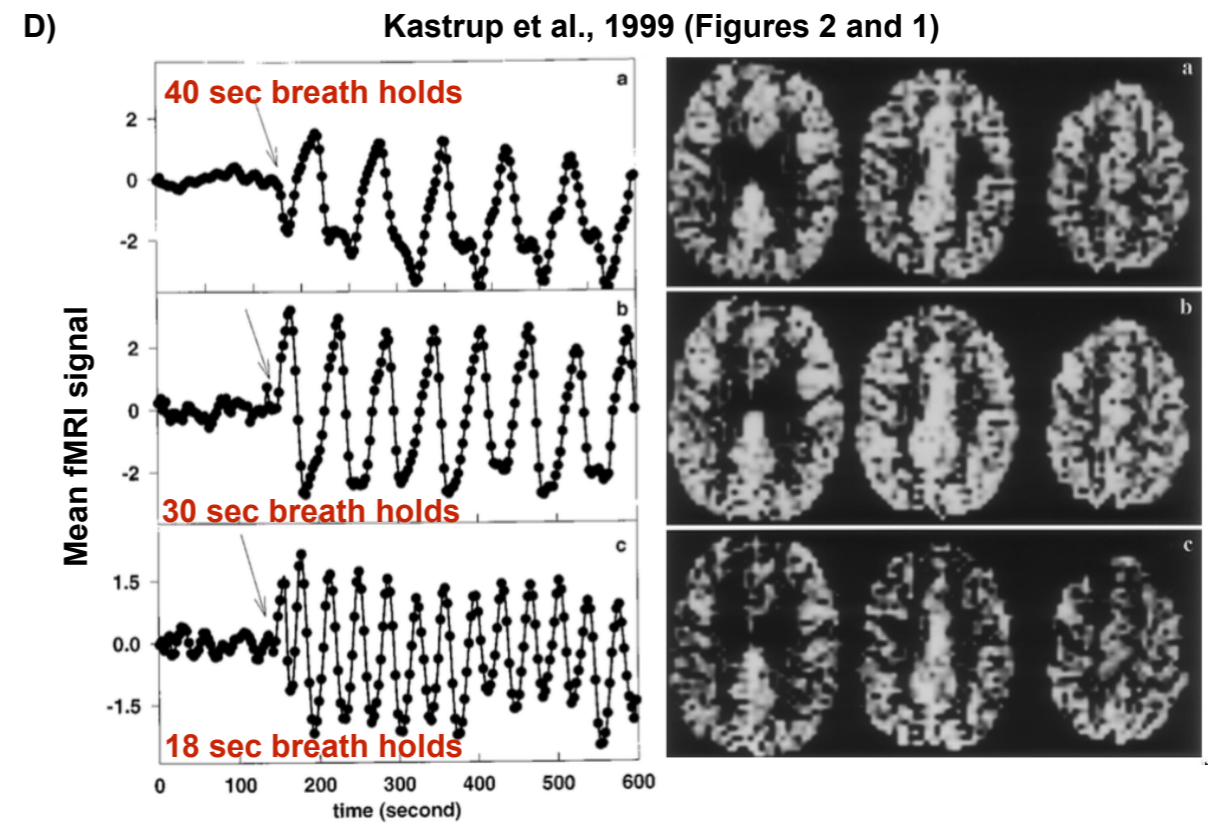 D)
Kastrup et al., 1999 (Figures 2 and 1)
Mean fMRI signal
a
40 sec breath holds
2
0
-2
b
2
0
-2
30 sec breath holds
c
1.5
0.0
-1.5
18 sec breath holds
0 100 200 300 400 500 600
time (second)
a
b
c